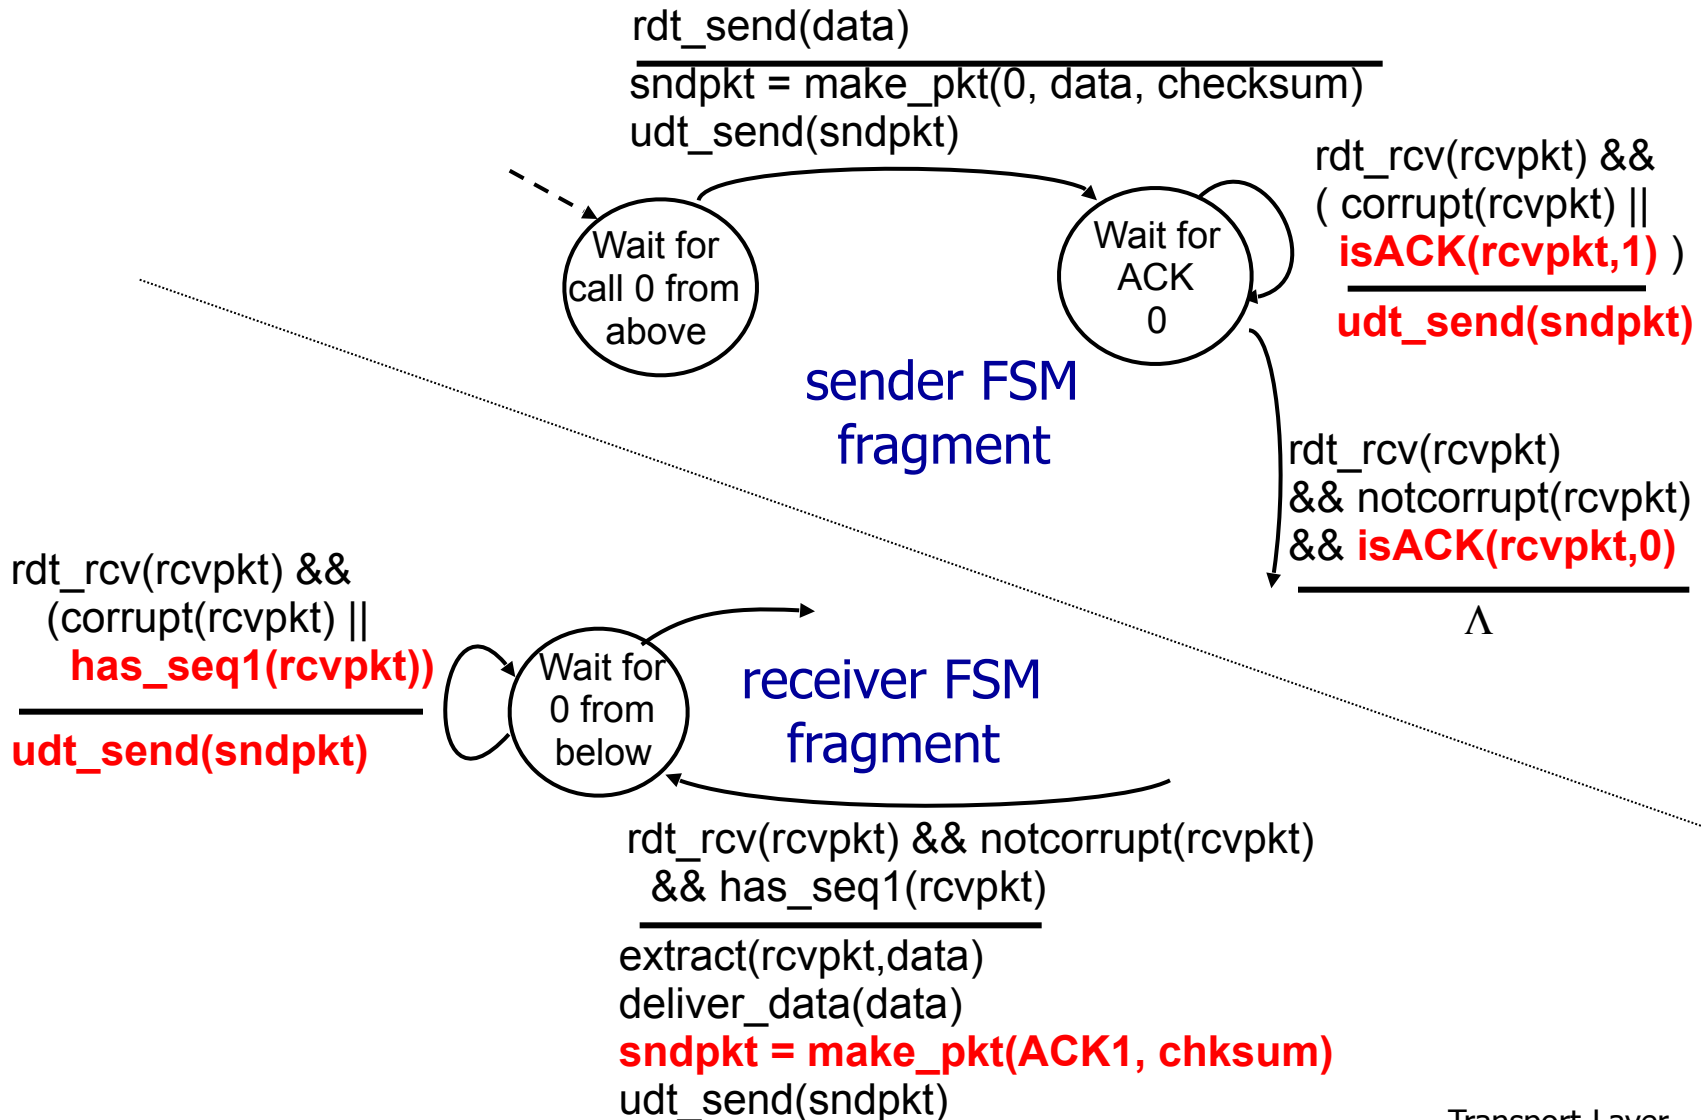 rdt_send(data)
sndpkt = make_pkt(0, data, checksum)
udt_send(sndpkt)
Wait for
call 0 from
above
Wait for
ACK
0
rdt_rcv(rcvpkt) &&
( corrupt(rcvpkt) ||
isACK(rcvpkt,1) )
udt_send(sndpkt)
sender FSM
fragment
rdt_rcv(rcvpkt)
&& notcorrupt(rcvpkt)
&& isACK(rcvpkt,0)
Λ
rdt_rcv(rcvpkt) &&
(corrupt(rcvpkt) ||
has_seq1(rcvpkt))
udt_send(sndpkt)
Wait for
0 from
below
receiver FSM
fragment
rdt_rcv(rcvpkt) && notcorrupt(rcvpkt)
&& has_seq1(rcvpkt)
extract(rcvpkt,data)
deliver_data(data)
sndpkt = make_pkt(ACK1, chksum)
udt_send(sndpkt)
Transport Layer